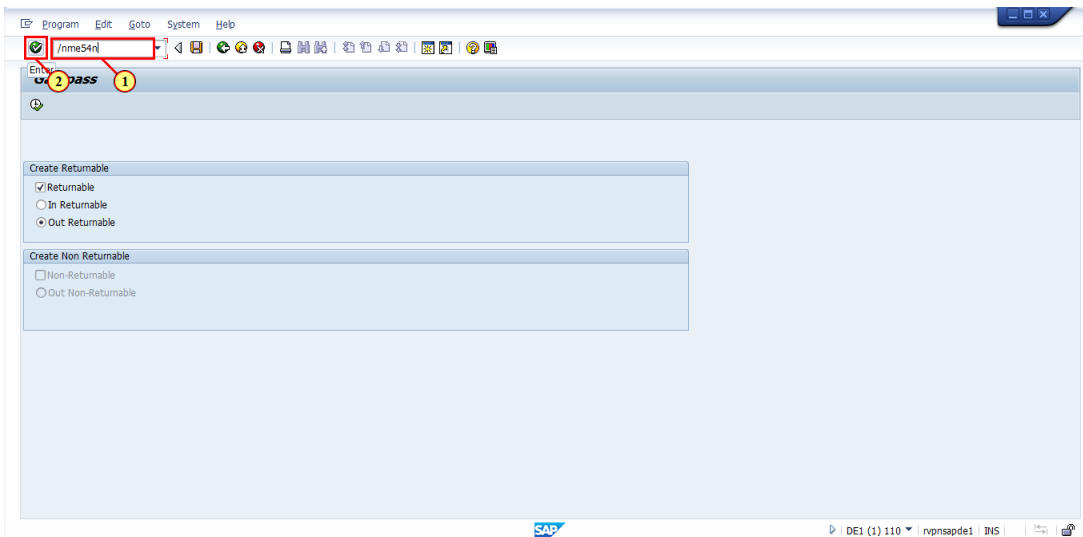 Program Edit Goto System Help
/nme54n
Enter
2 pass 1
Create Returnable
Returnable
In Returnable
Out Returnable
Create Non Returnable
Non-Returnable
Out Non-Returnable
SAP DE1 (1) 110 rvpnsapde1 INS